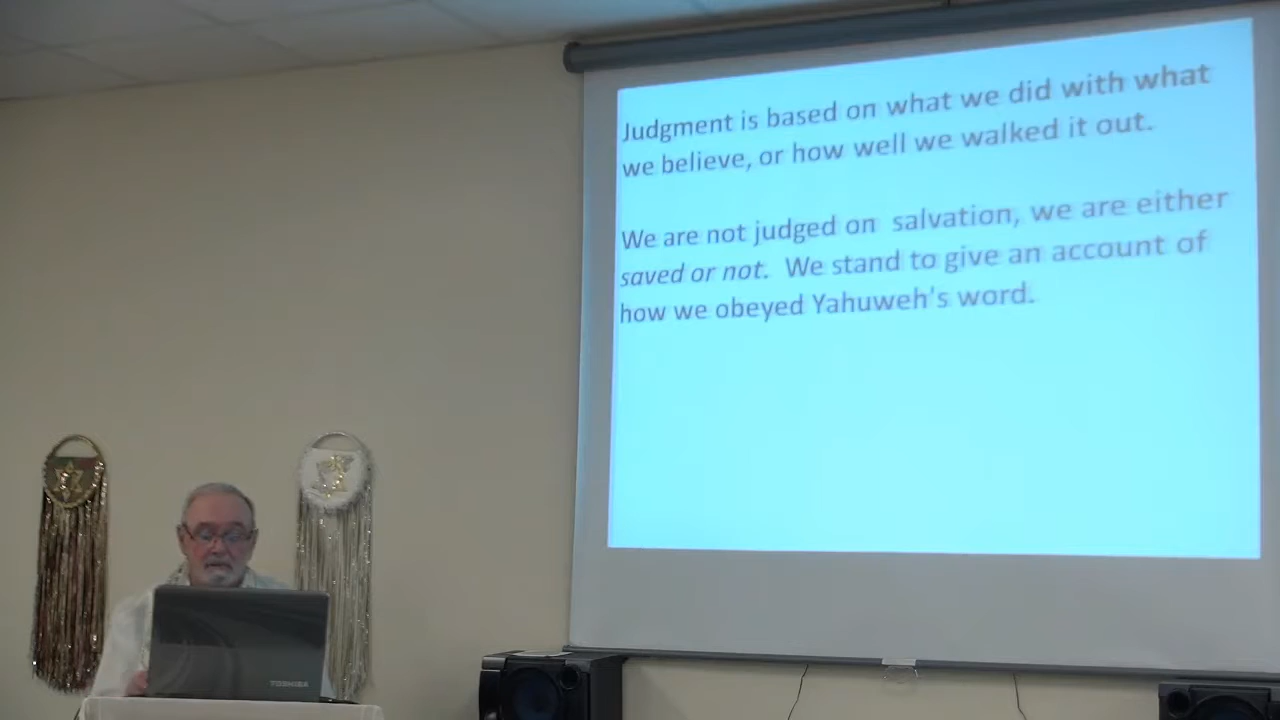 Judgment is based on what we did with what
we believe, or how well we walked it out.
We are not judged on salvation, we are either
saved or not. We stand to give an account of
how we obeyed Yahuweh's word.
TOSHIBA